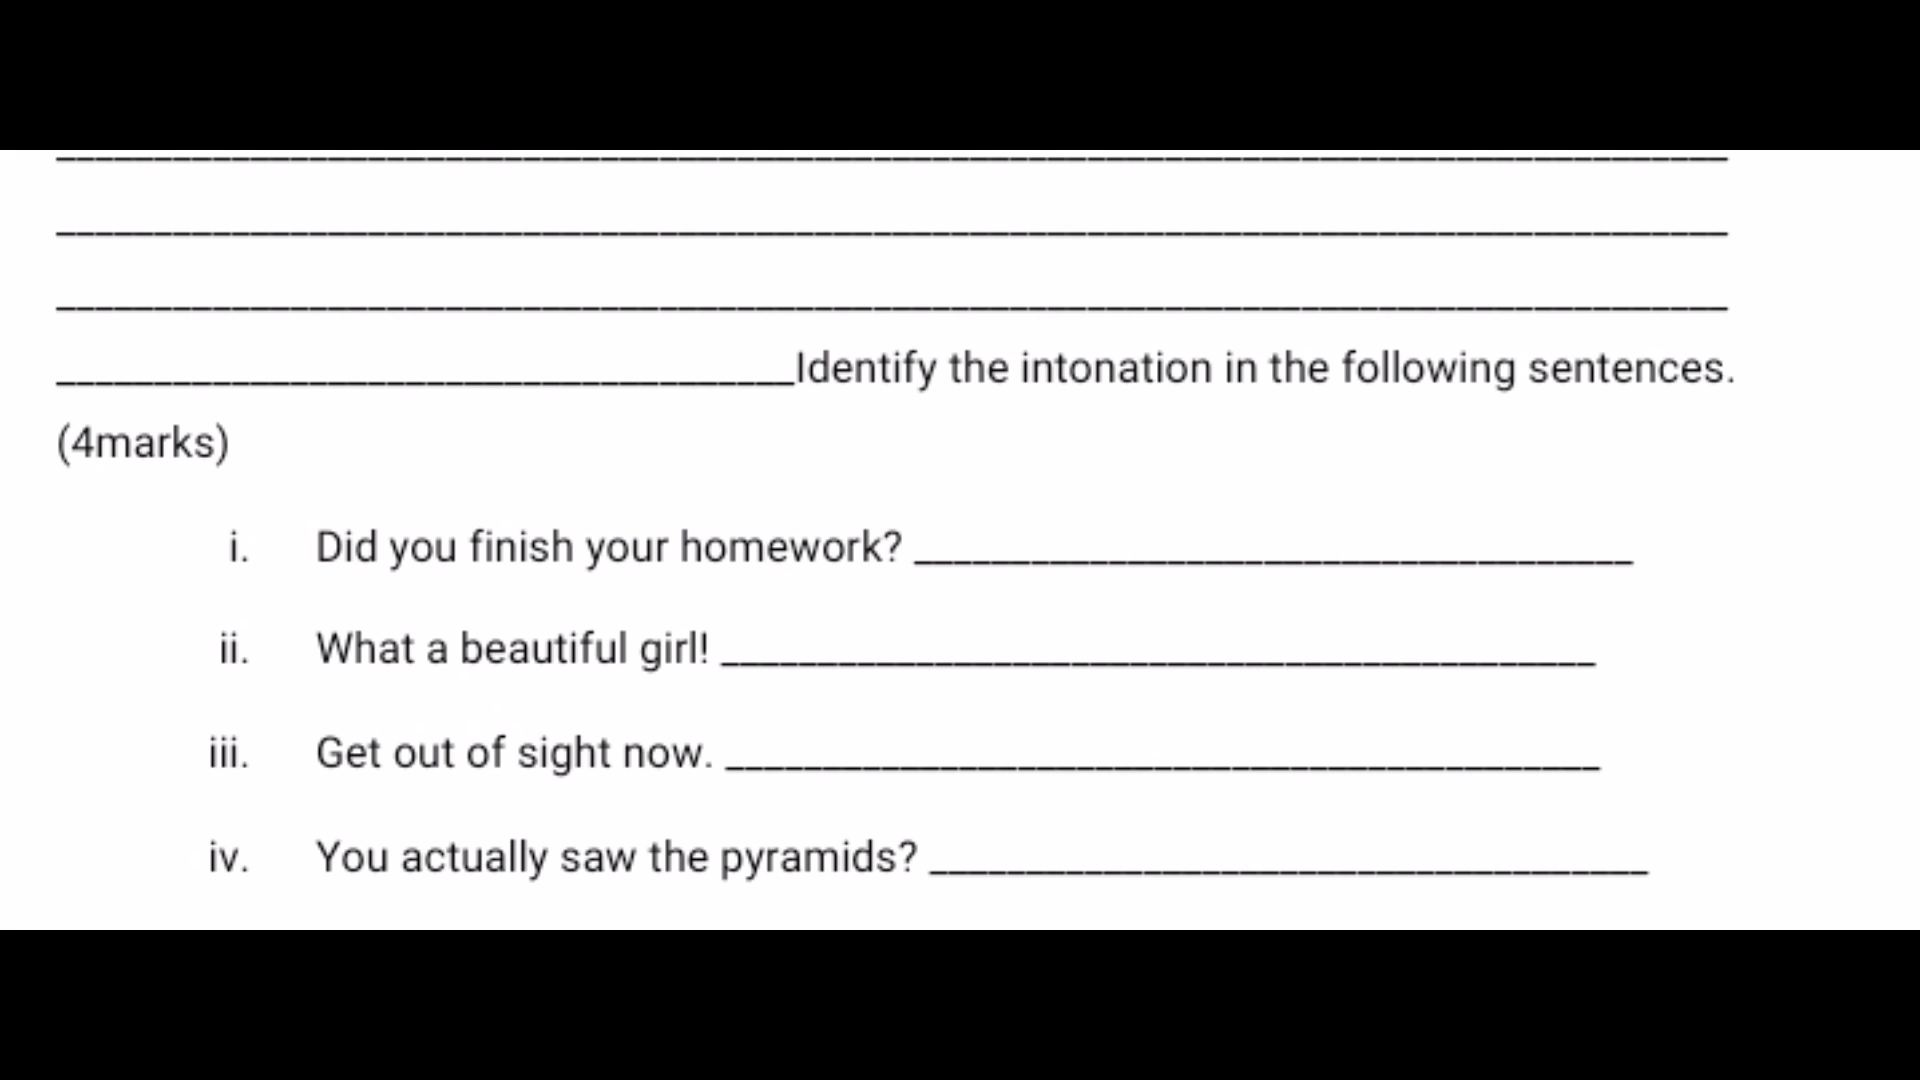 Identify the intonation in the following sentences.
(4marks)
i. Did you finish your homework?
ii. What a beautiful girl!
iii. Get out of sight now.
iv. You actually saw the pyramids?